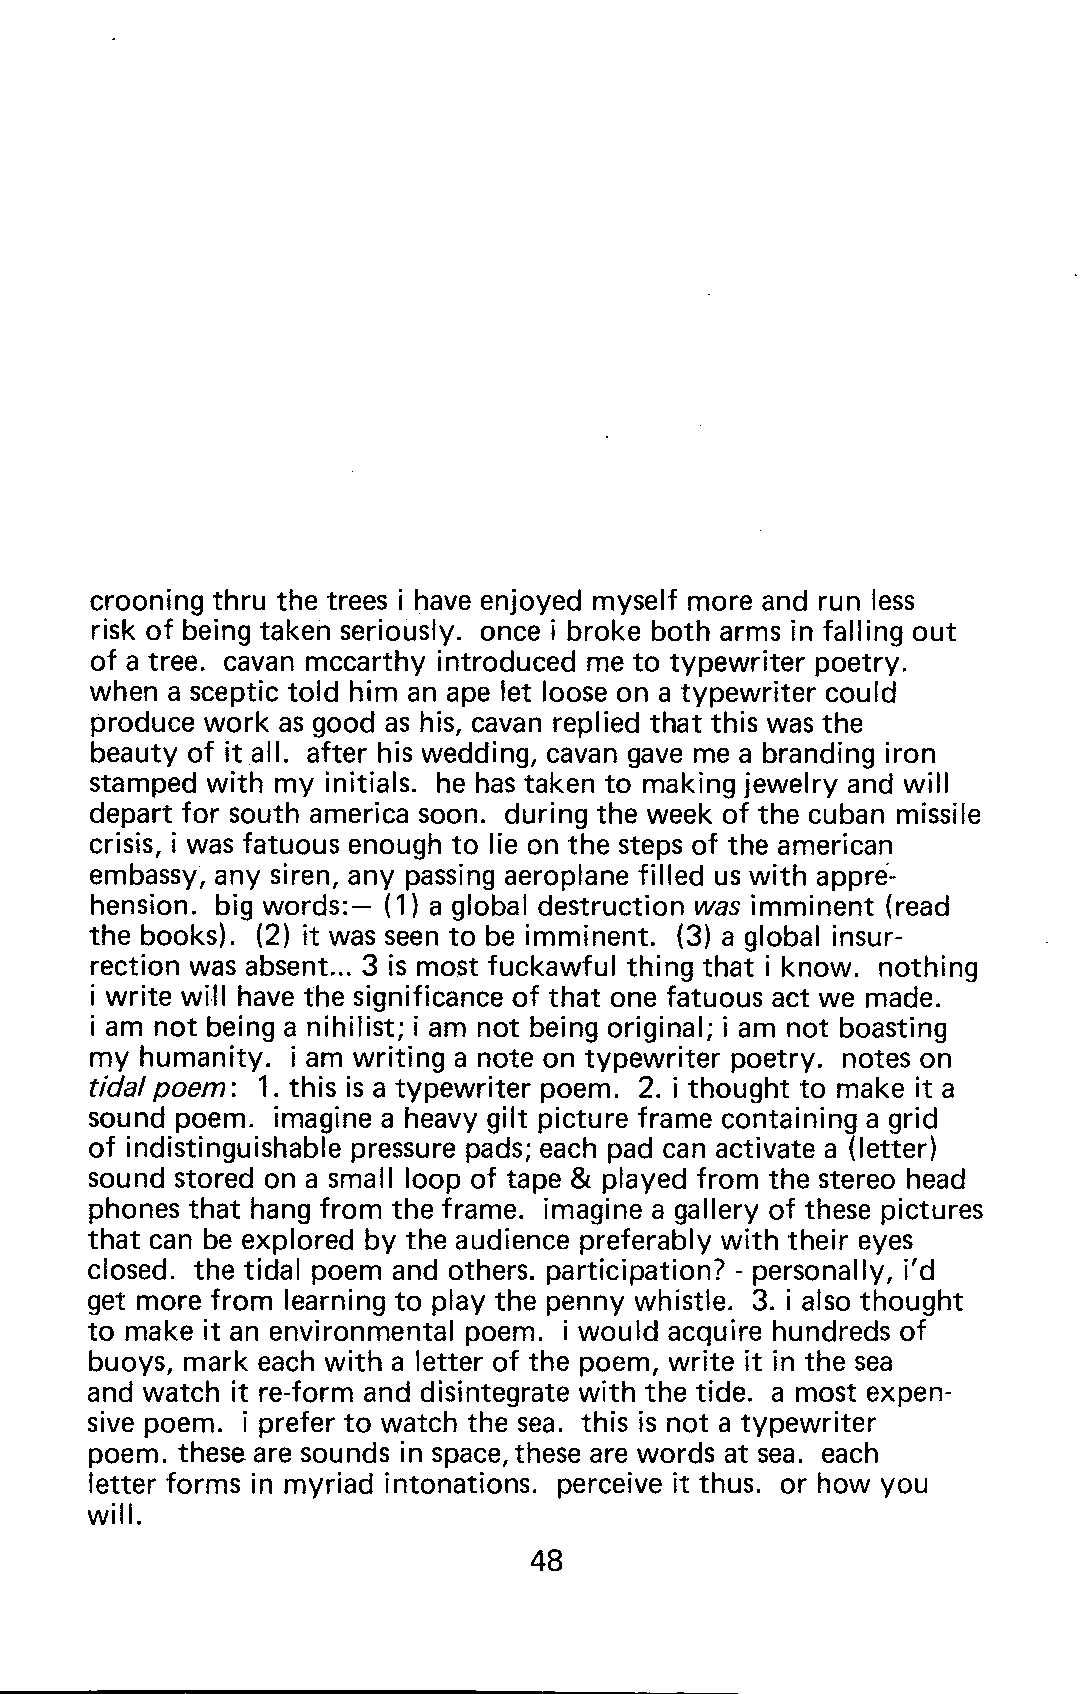 crooning thru the trees i have enjoyed myself more and run less
risk of being taken seriously. once i broke both arms in falling out
of a tree. cavan mccarthy introduced me to typewriter poetry.
when a sceptic told him an ape let loose on a typewriter could
produce work as good as his, cavan replied that this was the
beauty of it all. after his wedding, cavan gave me a branding iron
stamped with my initials. he has taken to making jewelry and will
depart for south america soon. during the week of the cuban missile
crisis, i was fatuous enough to lie on the steps of the american
embassy, any siren, any passing aeroplane filled us with appre-
hension. big words:— (1) a global destruction was imminent (read
the books). (2) it was seen to be imminent. (3) a global insur-
rection was absent... 3 is most fuckawful thing that i know. nothing
i write will have the significance of that one fatuous act we made.
i am not being a nihilist; i am not being original; i am not boasting
my humanity. i am writing a note on typewriter poetry. notes on
tidal poem: 1. this is a typewriter poem. 2. i thought to make it a
sound poem. imagine a heavy gilt picture frame containing a grid
of indistinguishable pressure pads; each pad can activate a (letter)
sound stored on a small loop of tape & played from the stereo head
phones that hang from the frame. imagine a gallery of these pictures
that can be explored by the audience preferably with their eyes
closed. the tidal poem and others. participation? - personally, i'd
get more from learning to play the penny whistle. 3. i also thought
to make it an environmental poem. i would acquire hundreds of
buoys, mark each with a letter of the poem, write it in the sea
and watch it re-form and disintegrate with the tide. a most expen-
sive poem. i prefer to watch the sea. this is not a typewriter
poem. these are sounds in space, these are words at sea. each
letter forms in myriad intonations. perceive it thus. or how you
will.
48